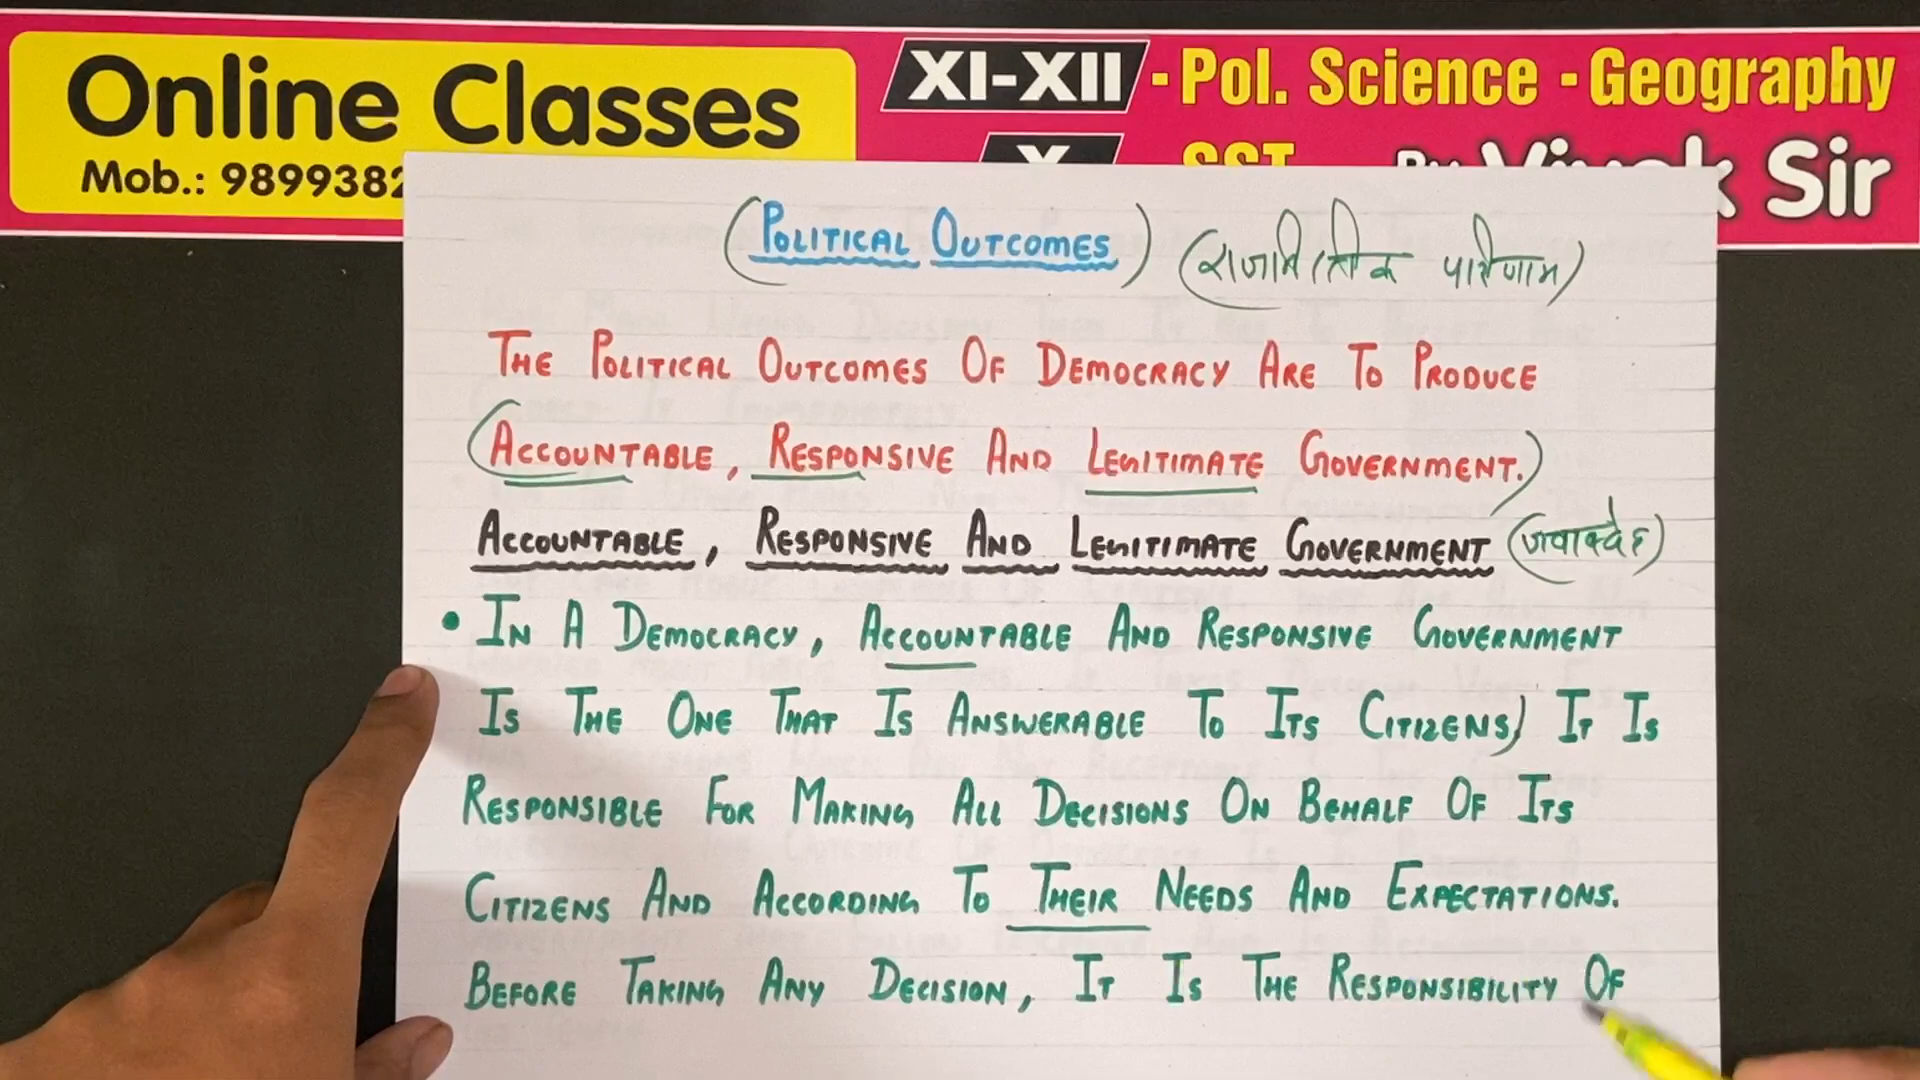 Online Classes
Mob.: 9899382
XI-XII - Pol. Science - Geography
X SST By Vivek Sir
(POLITICAL OUTCOMES) (राजनीतिक परिणाम)
THE POLITICAL OUTCOMES OF DEMOCRACY ARE TO PRODUCE
(ACCOUNTABLE, RESPONSIVE AND LEGITIMATE GOVERNMENT.)
ACCOUNTABLE, RESPONSIVE AND LEGITIMATE GOVERNMENT (जवाबदेह)
• IN A DEMOCRACY, ACCOUNTABLE AND RESPONSIVE GOVERNMENT
IS THE ONE THAT IS ANSWERABLE TO ITS CITIZENS) IT IS
RESPONSIBLE FOR MAKING ALL DECISIONS ON BEHALF OF ITS
CITIZENS AND ACCORDING TO THEIR NEEDS AND EXPECTATIONS.
BEFORE TAKING ANY DECISION, IT IS THE RESPONSIBILITY OF